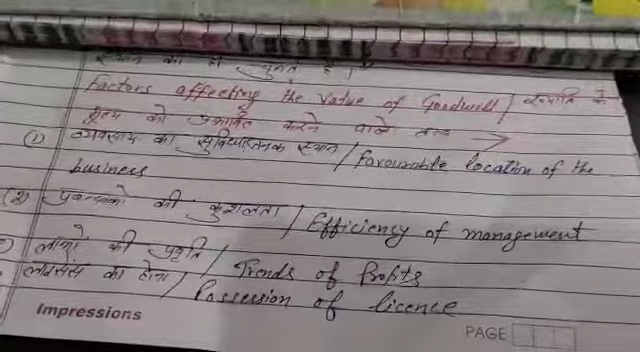 स्थान को ही चुनते है।
Factors affecting the Value of Goodwill / ख्याति के
मूल्य को प्रभावित करने वाले तत्व →
(1) व्यवसाय का सुविधाजनक स्थान / favourable location of the
business
(2) प्रबन्धको की कुशलता / Efficiency of management
लाभो की प्रवृति / Trends of Profits
लाइसेंस का होना / Possession of licence
Impressions
PAGE